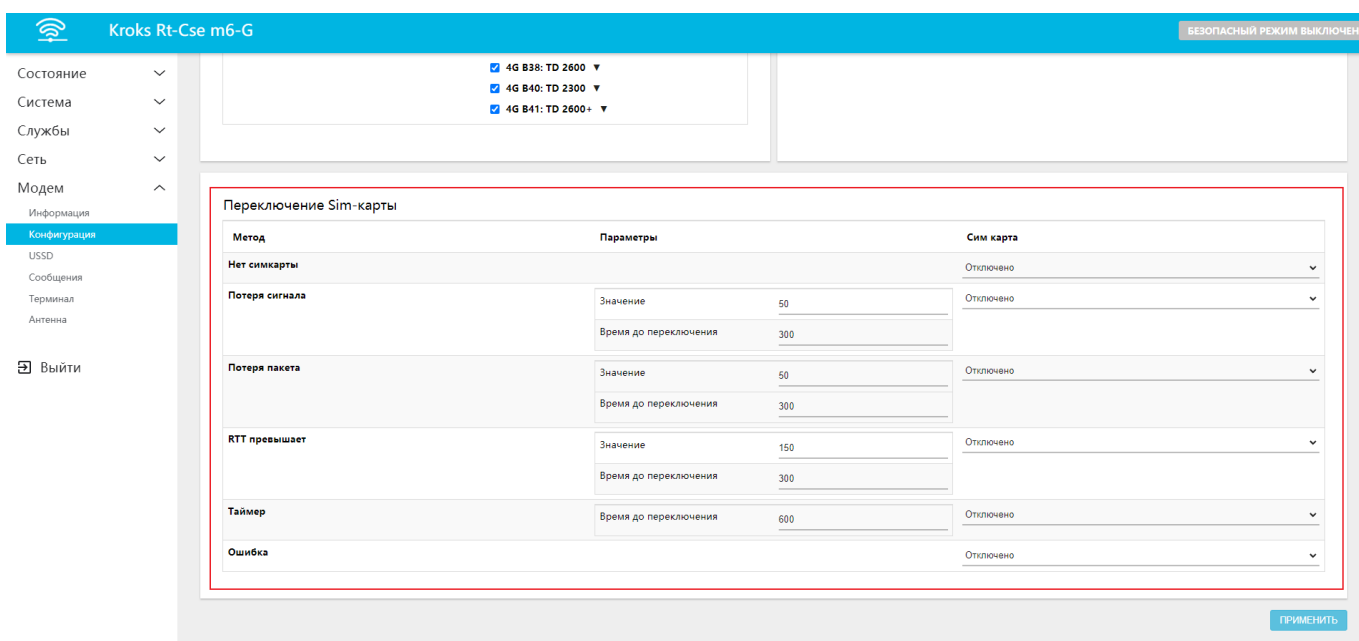 Kroks Rt-Cse m6-G
БЕЗОПАСНЫЙ РЕЖИМ ВЫКЛЮЧЕН
Состояние
Система
Службы
Сеть
Модем
Информация
Конфигурация
USSD
Сообщения
Терминал
Антенна
Выйти
4G B38: TD 2600 ▼
4G B40: TD 2300 ▼
4G B41: TD 2600+ ▼
Переключение Sim-карты
Метод Параметры Сим карта
Нет симкарты Отключено
Потеря сигнала Значение 50 Отключено
Время до переключения 300
Потеря пакета Значение 50 Отключено
Время до переключения 300
RTT превышает Значение 150 Отключено
Время до переключения 300
Таймер Время до переключения 600 Отключено
Ошибка Отключено
ПРИМЕНИТЬ